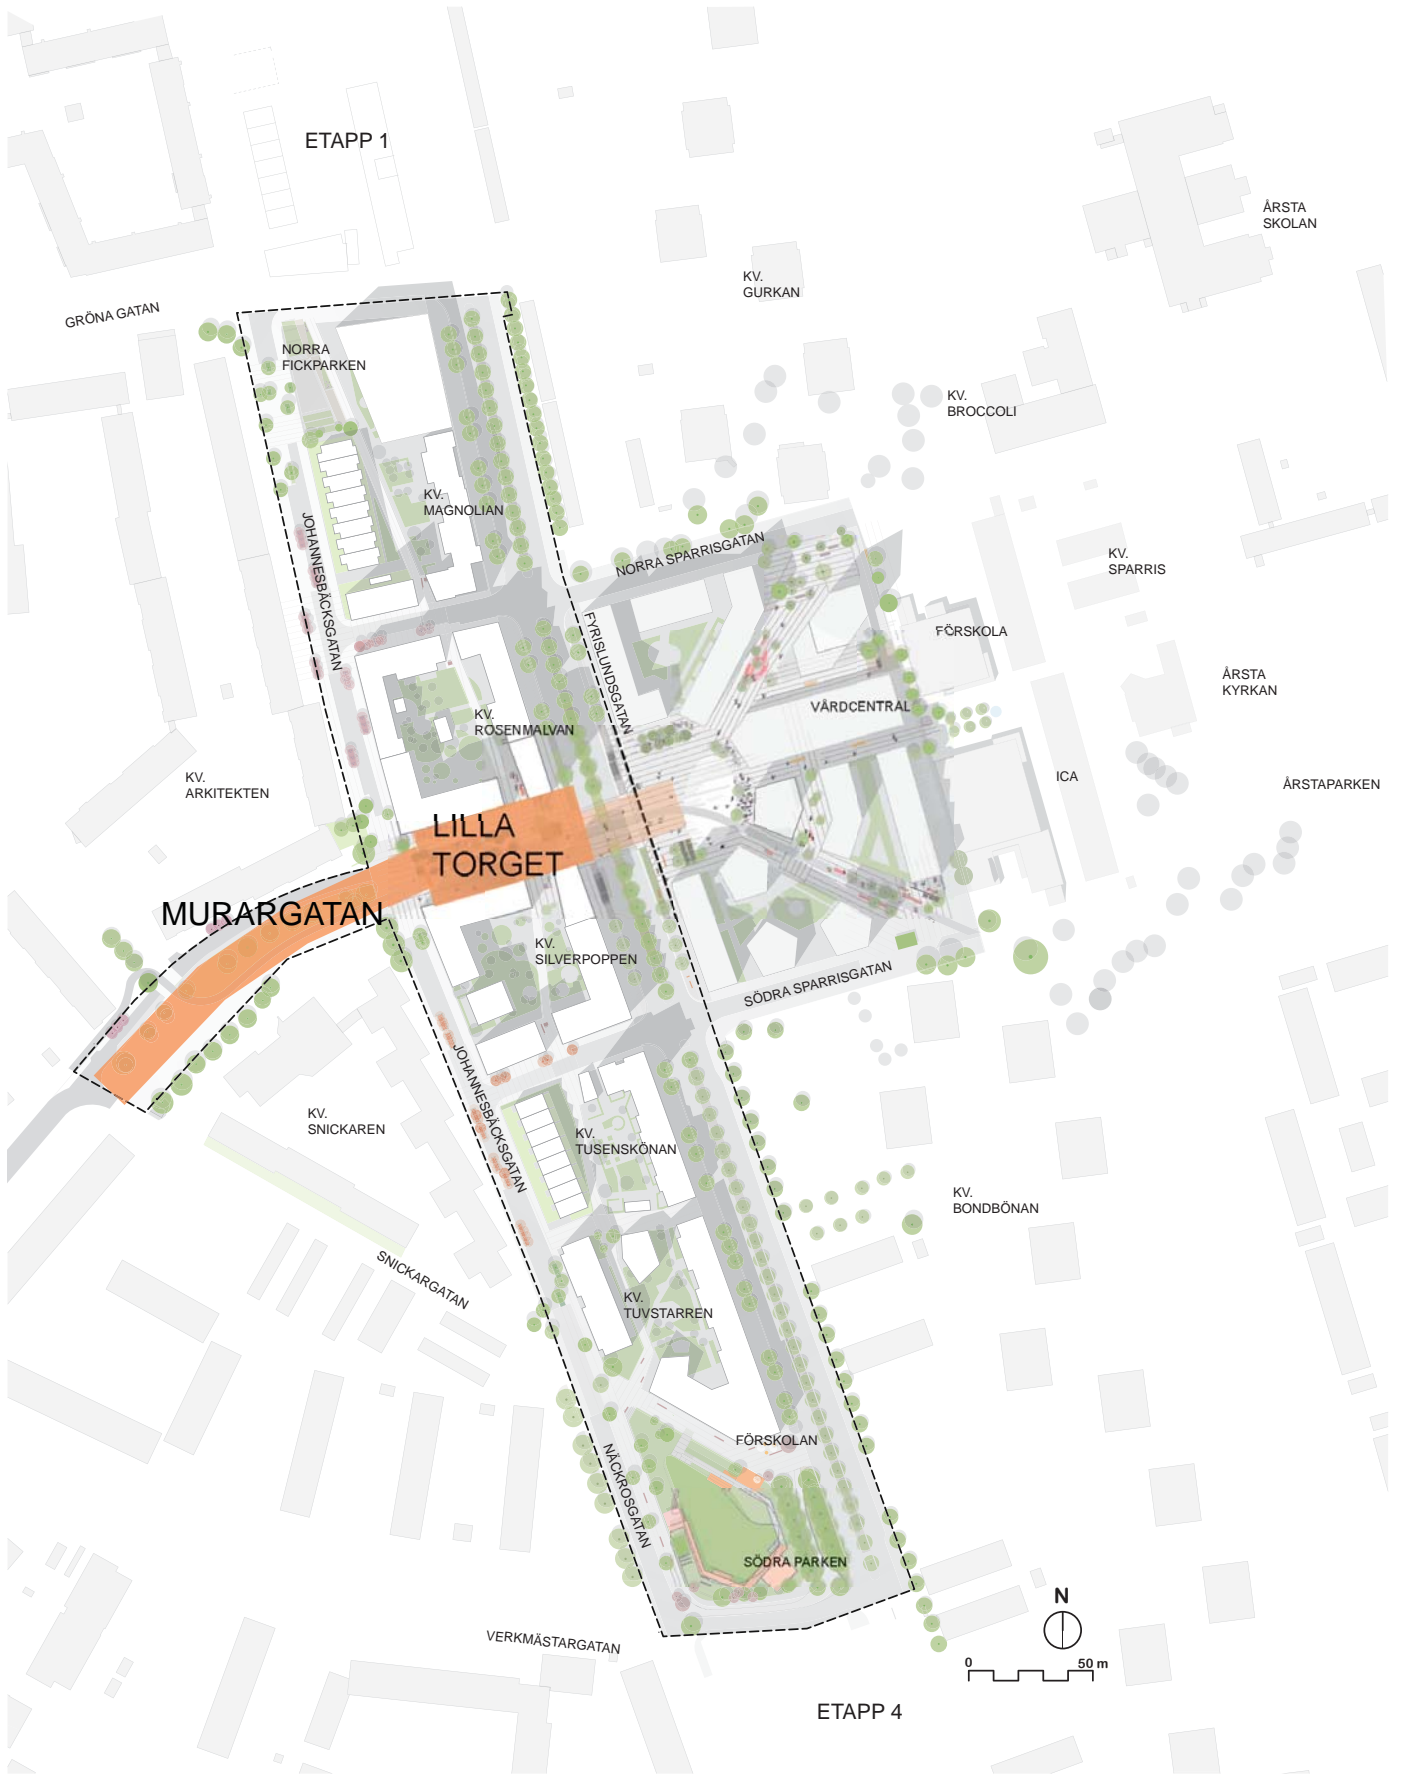 ETAPP 1
ÅRSTA
SKOLAN
KV.
GURKAN
GRÖNA GATAN
NORRA
FICKPARKEN
KV.
BROCCOLI
KV.
MAGNOLIAN
JOHANNESBÄCKSGATAN
NORRA SPARRISGATAN
KV.
SPARRIS
FYRISLUNDSGATAN
FÖRSKOLA
ÅRSTA
KYRKAN
VÅRDCENTRAL
KV.
ROSENMALVAN
KV.
ARKITEKTEN
ICA
ÅRSTAPARKEN
LILLA
TORGET
MURARGATAN
KV.
SILVERPOPPEN
SÖDRA SPARRISGATAN
JOHANNESBÄCKSGATAN
KV.
SNICKAREN
KV.
TUSENSKÖNAN
KV.
BONDBÖNAN
SNICKARGATAN
KV.
TUVSTARREN
FÖRSKOLAN
NÄCKROSGATAN
SÖDRA PARKEN
N
VERKMÄSTARGATAN
0 50 m
ETAPP 4